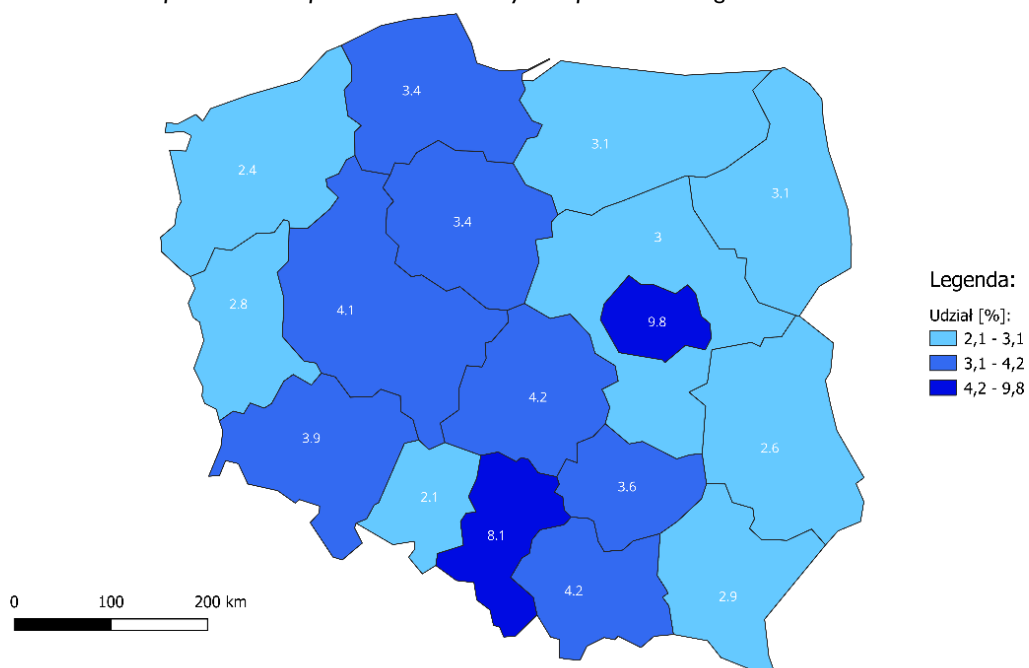 3.4
2.4
3.1
3.1
3.4
3
2.8
4.1
9.8
4.2
3.9
2.6
2.1
3.6
8.1
4.2
2.9
Legenda:
Udział [%]:
2,1 - 3,1
3,1 - 4,2
4,2 - 9,8
0 100 200 km